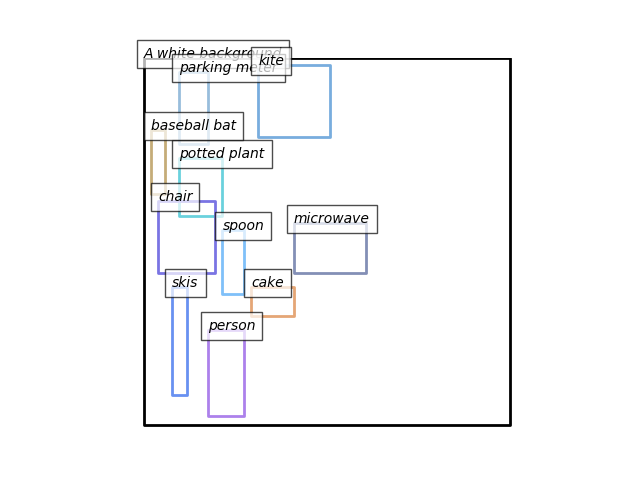 A white background
parking meter
kite
baseball bat
potted plant
chair
spoon
microwave
skis
cake
person